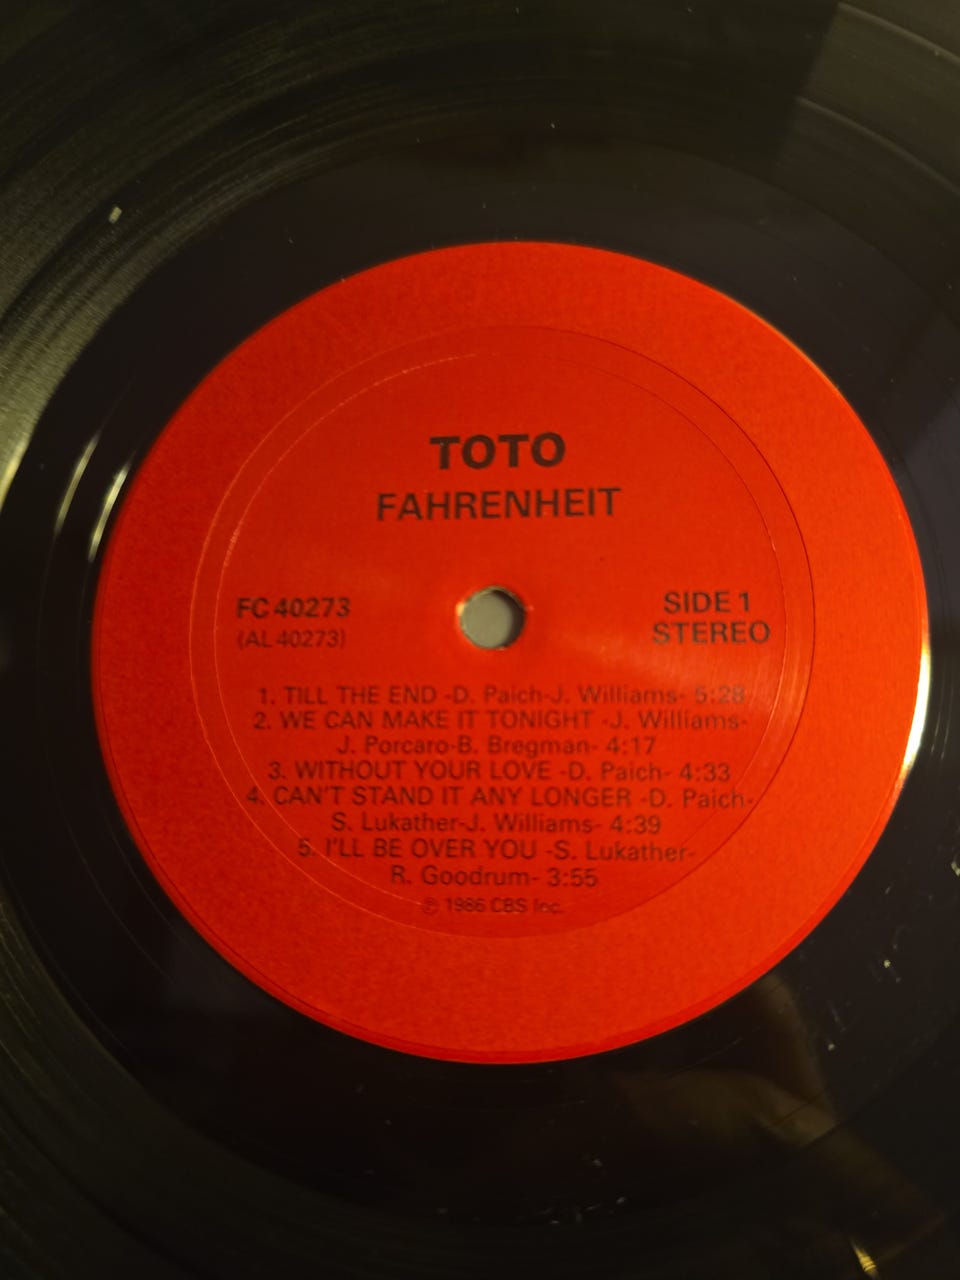 TOTO
FAHRENHEIT
FC 40273
(AL 40273)
SIDE 1
STEREO
1. TILL THE END -D. Paich-J. Williams- 5:28
2. WE CAN MAKE IT TONIGHT -J. Williams-
J. Porcaro-B. Bregman- 4:17
3. WITHOUT YOUR LOVE -D. Paich- 4:33
4. CAN'T STAND IT ANY LONGER -D. Paich-
S. Lukather-J. Williams- 4:39
5. I'LL BE OVER YOU -S. Lukather-
R. Goodrum- 3:55
℗ 1986 CBS Inc.